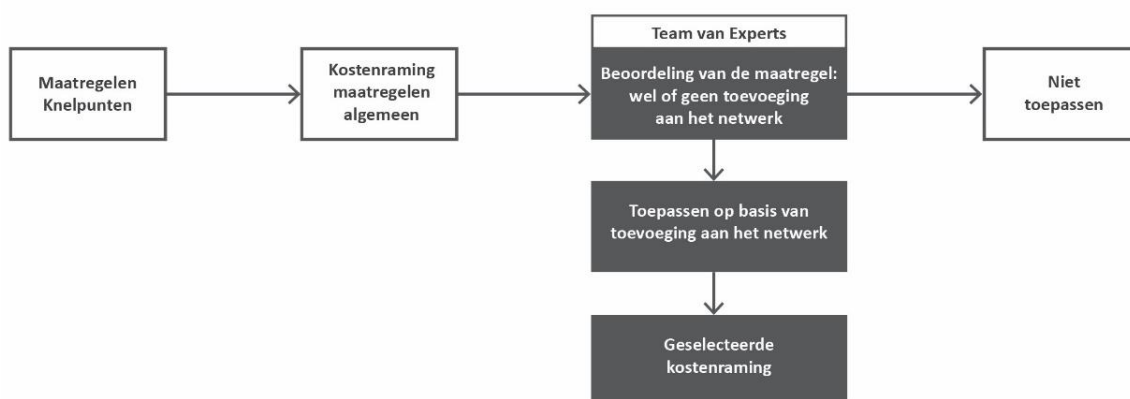 Maatregelen
Knelpunten
Kostenraming
maatregelen
algemeen
Team van Experts
Beoordeling van de maatregel:
wel of geen toevoeging
aan het netwerk
Niet
toepassen
Toepassen op basis van
toevoeging aan het netwerk
Geselecteerde
kostenraming